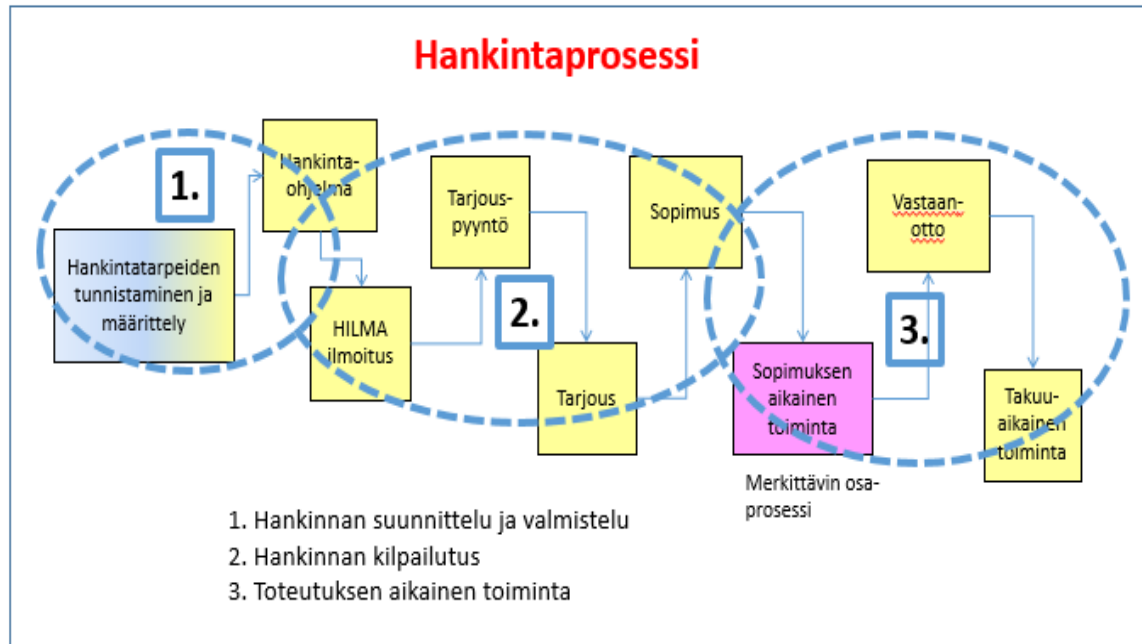 Hankintaprosessi
1.
Hankinta-
ohjelma
Hankintatarpeiden
tunnistaminen ja
määrittely
HILMA
ilmoitus
Tarjous-
pyyntö
2.
Tarjous
Sopimus
Sopimuksen
aikainen
toiminta
Merkittävin osa-
prosessi
3.
Vastaan-
otto
Takuu-
aikainen
toiminta
1. Hankinnan suunnittelu ja valmistelu
2. Hankinnan kilpailutus
3. Toteutuksen aikainen toiminta